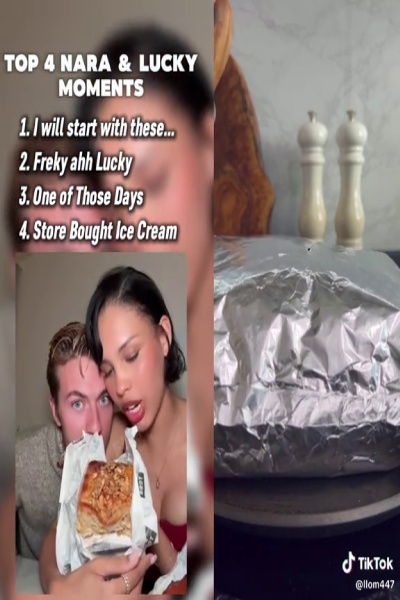 TOP 4 NARA & LUCKY
MOMENTS
1. I will start with these...
2. Freky ahh Lucky
3. One of Those Days
4. Store Bought Ice Cream
TikTok
@llom447